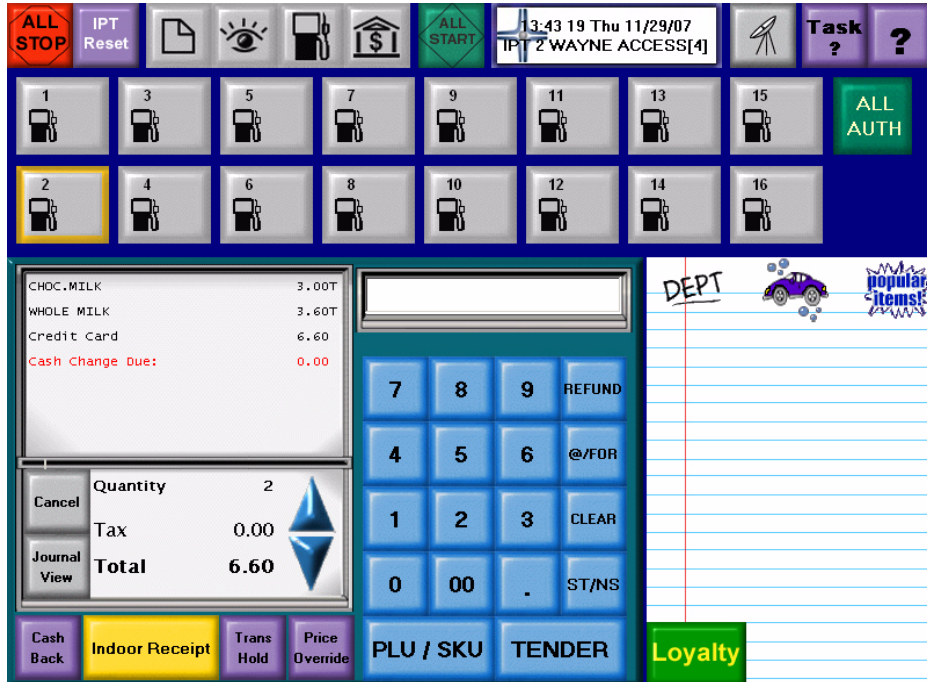 ALL STOP
IPT Reset
$
ALL START
13:43 19 Thu 11/29/07
IPT 2 WAYNE ACCESS[4]
Task ?
?
1 3 5 7 9 11 13 15
ALL AUTH
2 4 6 8 10 12 14 16
CHOC.MILK 3.00T
WHOLE MILK 3.60T
Credit Card 6.60
Cash Change Due: 0.00
DEPT
popular items!
7 8 9 REFUND
4 5 6 @/FOR
1 2 3 CLEAR
0 00 . ST/NS
Cancel
Quantity 2
Tax 0.00
Journal View
Total 6.60
Cash Back
Indoor Receipt
Trans Hold
Price Override
PLU / SKU
TENDER
Loyalty